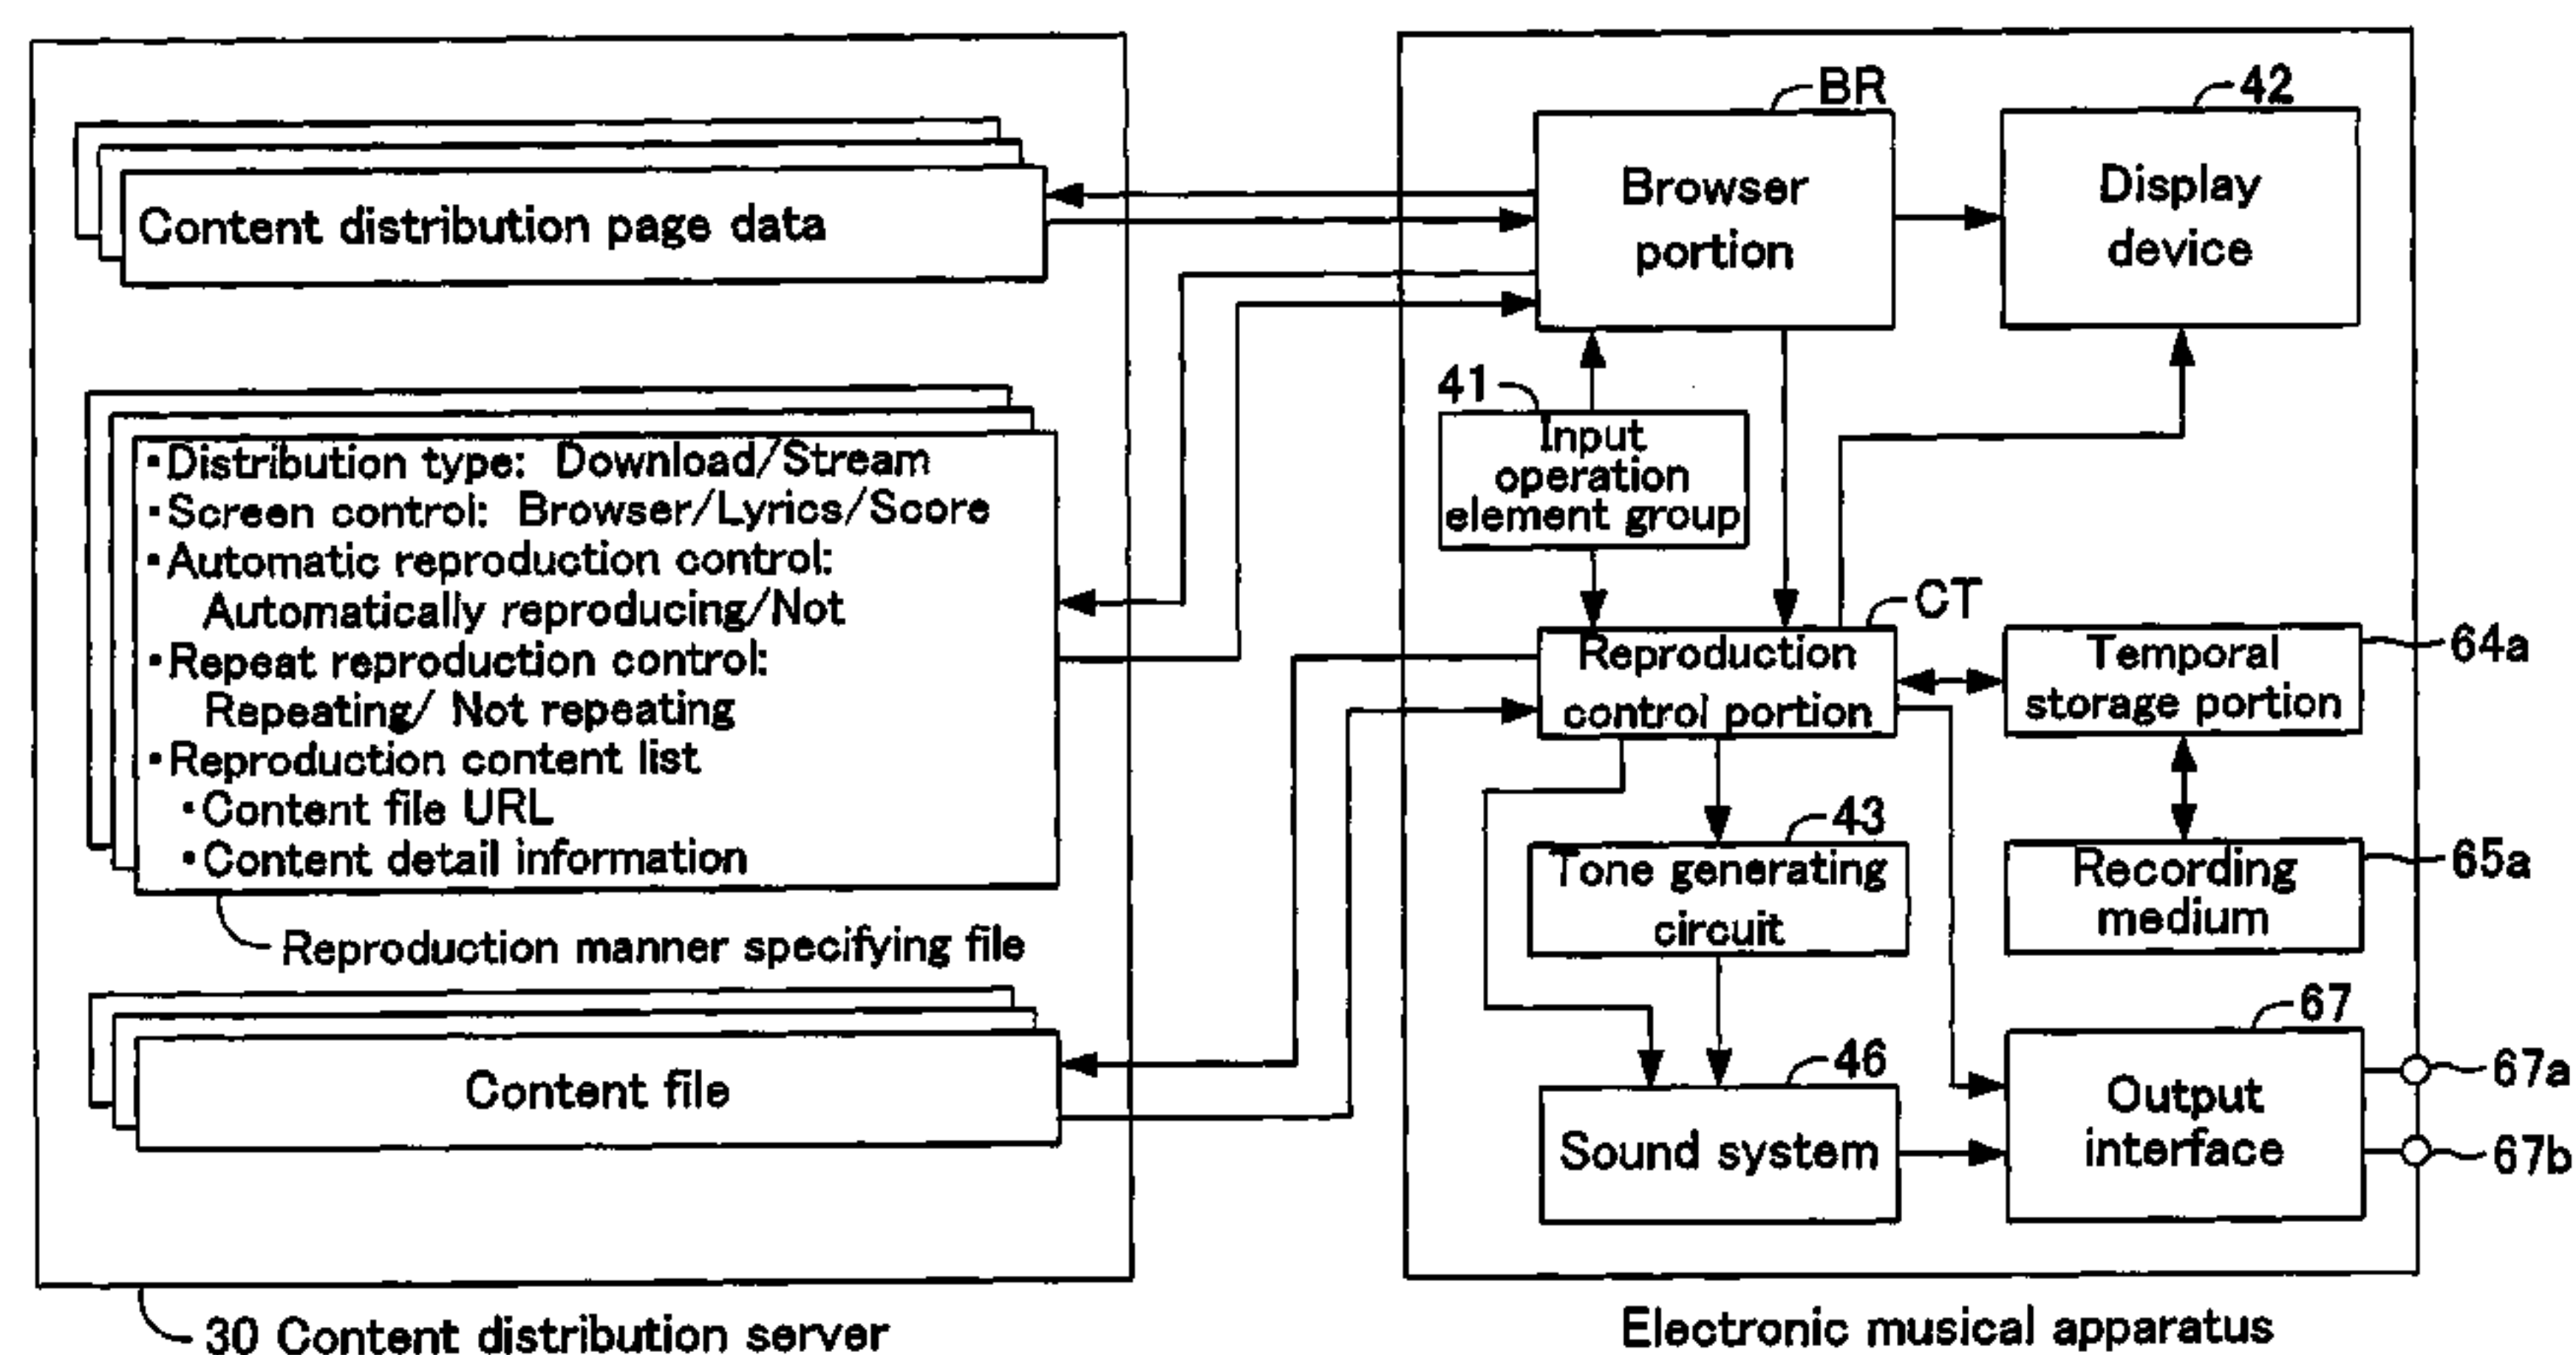 Content distribution page data
・Distribution type: Download/Stream
・Screen control: Browser/Lyrics/Score
・Automatic reproduction control:
Automatically reproducing/Not
・Repeat reproduction control:
Repeating/ Not repeating
・Reproduction content list
・Content file URL
・Content detail information
Reproduction manner specifying file
Content file
30 Content distribution server
BR
Browser
portion
42
Display
device
41
Input
operation
element group
CT
Reproduction
control portion
64a
Temporal
storage portion
43
Tone generating
circuit
65a
Recording
medium
46
Sound system
67
Output
interface
67a
67b
Electronic musical apparatus